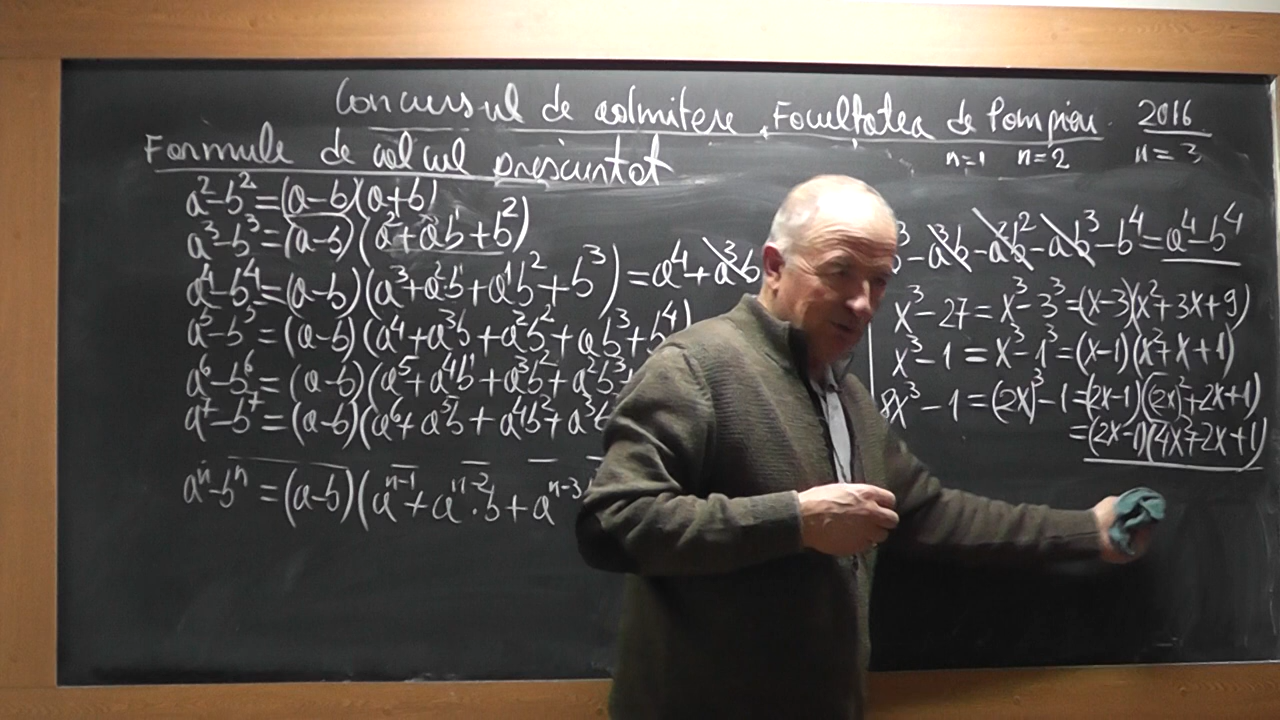 Concursul de admitere, Facultatea de Pompieri 2016
n=1 n=2 n=3
Formule de calcul prescurtat
a²-b²=(a-b)(a+b)
a³-b³=(a-b)(a²+ab+b²)
a⁴-b⁴=(a-b)(a³+a²b¹+a¹b²+b³)=a⁴+a³b
³-a³b-a²b²-ab³-b⁴=a⁴-b⁴
a⁵-b⁵=(a-b)(a⁴+a³b+a²b²+ab³+b⁴)
a⁶-b⁶=(a-b)(a⁵+a⁴b¹+a³b²+a²b³+
a⁷-b⁷=(a-b)(a⁶+a⁵b+a⁴b²+a³b
aⁿ-bⁿ=(a-b)(aⁿ⁻¹+aⁿ⁻²·b+aⁿ⁻³
x³-27=x³-3³=(x-3)(x²+3x+9)
x³-1=x³-1³=(x-1)(x²+x+1)
8x³-1=(2x)³-1=(2x-1)((2x)²+2x+1)
=(2x-1)(4x²+2x+1)